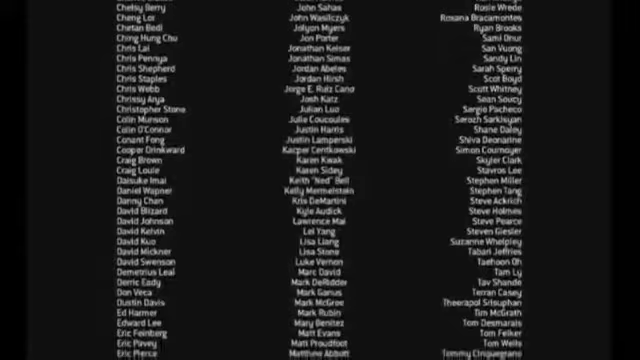 Chelsy Berry John Sahas Rosie Wrede
Cheng Lor John Wasilczyk Roxana Bracamontes
Chetan Bedi Jolyon Myers Ryan Brooks
Ching Hung Chu Jon Porter Sami Onur
Chris Lai Jonathan Keiser San Vuong
Chris Pennya Jonathan Simas Sandy Lin
Chris Shepherd Jordan Abeles Sarah Sperry
Chris Staples Jordan Hirsh Scot Boyd
Chris Webb Jorge E. Ruiz Cano Scott Whitney
Chrissy Arya Josh Katz Sean Soucy
Christopher Stone Julian Luo Sergio Pacheco
Colin Munson Julie Coucoules Serozh Sarkisyan
Colin O'Connor Justin Harris Shane Daley
Conant Fong Justin Lamperski Shiva Deonarine
Cooper Drinkward Kacper Centkowski Simon Cournoyer
Craig Brown Karen Kwak Skyler Clark
Craig Louie Karen Sidey Stavros Lee
Daisuke Imai Keith "Ned" Bell Stephen Miller
Daniel Wapner Kelly Mermelstein Stephen Tang
Danny Chan Kris DeMartini Steve Ackrich
David Blizard Kyle Audick Steve Holmes
David Johnson Lawrence Mai Steve Pearce
David Kelvin Lei Yang Steven Giesler
David Kuo Lisa Liang Suzanne Whelpley
David Mickner Lisa Stone Tabari Jeffries
David Swenson Luke Vernon Taehoon Oh
Demetrius Leal Marc David Tam Ly
Derric Eady Mark DeRidder Tav Shande
Don Veca Mark Ganus Terran Casey
Dustin Davis Mark McGree Theerapol Srisuphan
Ed Harmer Mark Rubin Tim McGrath
Edward Lee Mary Benitez Tom Desmarais
Eric Feinberg Matt Evans Tom Felker
Eric Pavey Matt Proudfoot Tom Wells
Eric Pierce Matthew Abbott Tommy Cinquegrani